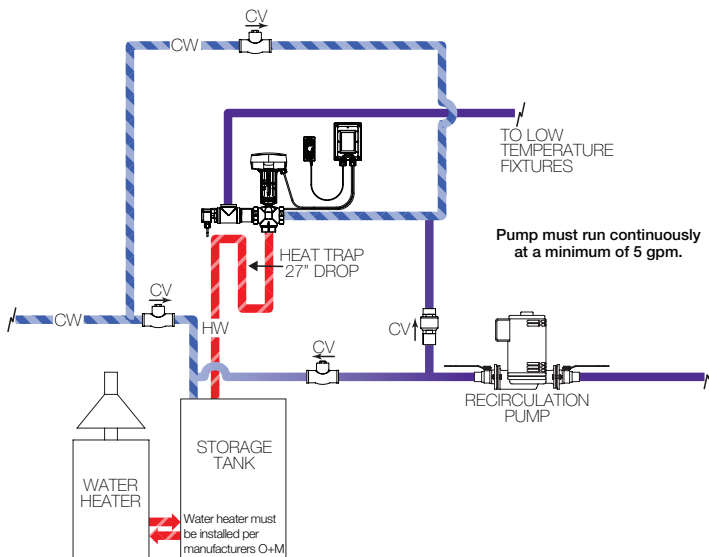 CV
CW
TO LOW
TEMPERATURE
FIXTURES
Pump must run continuously
at a minimum of 5 gpm.
HEAT TRAP
27" DROP
CV
CW
HW
CV
CV
RECIRCULATION
PUMP
STORAGE
TANK
WATER
HEATER
Water heater must
be installed per
manufacturers O+M